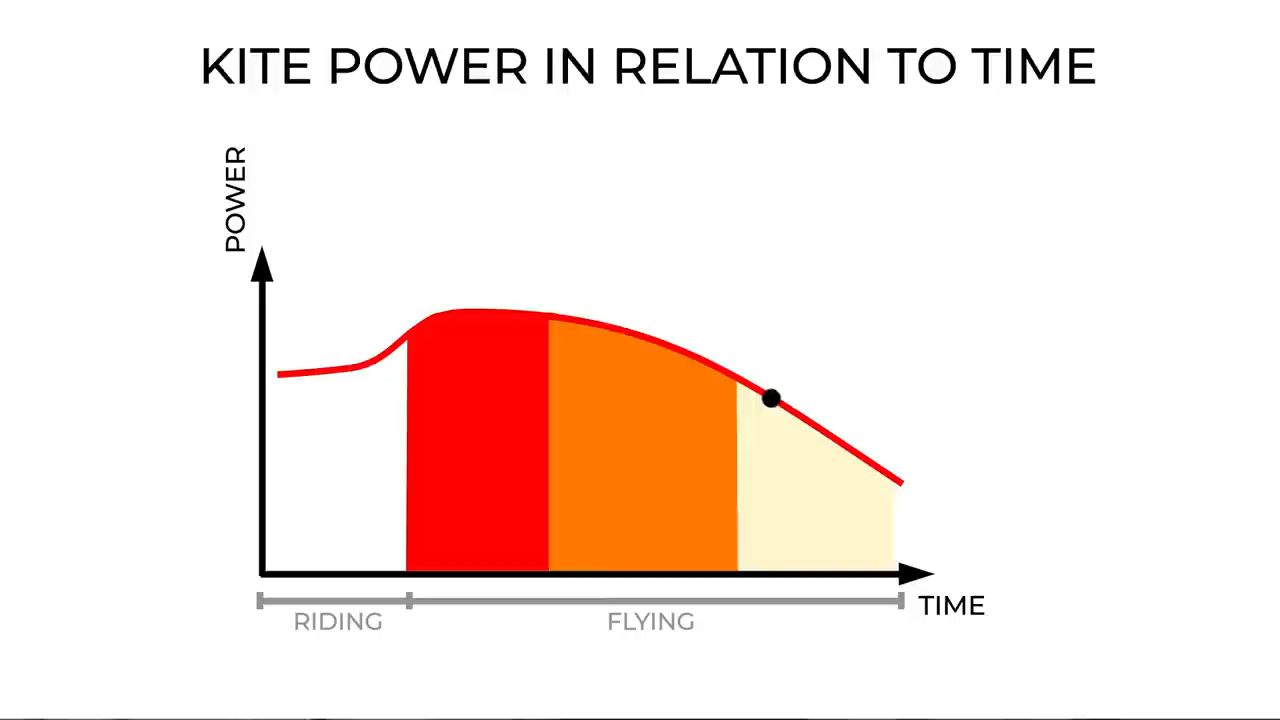 KITE POWER IN RELATION TO TIME
POWER
TIME
RIDING
FLYING